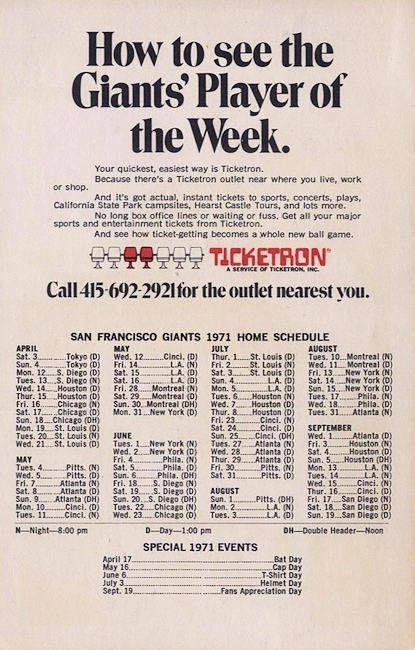 How to see the
Giants' Player of
the Week.
Your quickest, easiest way is Ticketron.
Because there's a Ticketron outlet near where you live, work
or shop.
And it's got actual, instant tickets to sports, concerts, plays,
California State Park campsites, Hearst Castle Tours, and lots more.
No long box office lines or waiting or fuss. Get all your major
sports and entertainment tickets from Ticketron.
And see how ticket-getting becomes a whole new ball game.
TICKETRON
A SERVICE OF TICKETRON, INC.
Call 415-692-2921 for the outlet nearest you.
SAN FRANCISCO GIANTS 1971 HOME SCHEDULE
APRIL
Sat. 3..........Tokyo (D)
Sun. 4..........Tokyo (D)
Mon. 12....S. Diego (D)
Tues. 13...S. Diego (N)
Wed. 14.....Houston (D)
Thur. 15....Houston (D)
Fri. 16......Chicago (N)
Sat. 17......Chicago (D)
Sun. 18...Chicago (DH)
Mon. 19...St. Louis (D)
Tues. 20..St. Louis (N)
Wed. 21...St. Louis (D)
MAY
Tues. 4.........Pitts. (N)
Wed. 5.........Pitts. (D)
Fri. 7.........Atlanta (N)
Sat. 8.........Atlanta (D)
Sun. 9......Atlanta (DH)
Mon. 10........Cinci. (D)
Tues. 11.......Cinci. (N)
MAY
Wed. 12.......Cinci. (D)
Fri. 14...........L.A. (N)
Sat. 15..........L.A. (D)
Sat. 16..........L.A. (D)
Fri. 28......Montreal (N)
Sat. 29.....Montreal (D)
Sun. 30..Montreal (DH)
Mon. 31...New York (D)
JUNE
Tues. 1....New York (N)
Wed. 2....New York (D)
Fri. 4............Phila. (N)
Sat. 5...........Phila. (D)
Sun. 6........Phila. (DH)
Fri. 18......S. Diego (N)
Sat. 19.....S. Diego (D)
Sun. 20...S. Diego (DH)
Tues. 22....Chicago (N)
Wed. 23.....Chicago (D)
JULY
Thur. 1.....St. Louis (D)
Fri. 2.......St. Louis (N)
Sat. 3......St. Louis (D)
Sun. 4...........L.A. (D)
Mon. 5...........L.A. (D)
Tues. 6......Houston (N)
Wed. 7......Houston (D)
Thur. 8......Houston (D)
Fri. 23..........Cinci. (N)
Sat. 24.........Cinci. (D)
Sun. 25......Cinci. (DH)
Tues. 27.....Atlanta (N)
Wed. 28......Atlanta (D)
Thur. 29.....Atlanta (D)
Fri. 30..........Pitts. (N)
Sat. 31.........Pitts. (D)
AUGUST
Sun. 1........Pitts. (DH)
Mon. 2...........L.A. (N)
Tues. 3..........L.A. (D)
AUGUST
Tues. 10...Montreal (N)
Wed. 11....Montreal (D)
Fri. 13.....New York (N)
Sat. 14.....New York (D)
Sun. 15....New York (D)
Tues. 17........Phila. (N)
Wed. 18........Phila. (D)
Tues. 31.....Atlanta (N)
SEPTEMBER
Wed. 1........Atlanta (D)
Fri. 3.........Houston (N)
Sat. 4........Houston (D)
Sun. 5.....Houston (DH)
Mon. 13..........L.A. (N)
Tues. 14.........L.A. (N)
Wed. 15........Cinci. (N)
Thur. 16.......Cinci. (D)
Fri. 17....San Diego (N)
Sat. 18...San Diego (D)
Sun. 19...San Diego (D)
N—Night—8:00 pm D—Day—1:00 pm DH—Double Header—Noon
SPECIAL 1971 EVENTS
April 17..........Bat Day
May 16..........Cap Day
June 6..........T-Shirt Day
July 3..........Helmet Day
Sept. 19..........Fans Appreciation Day